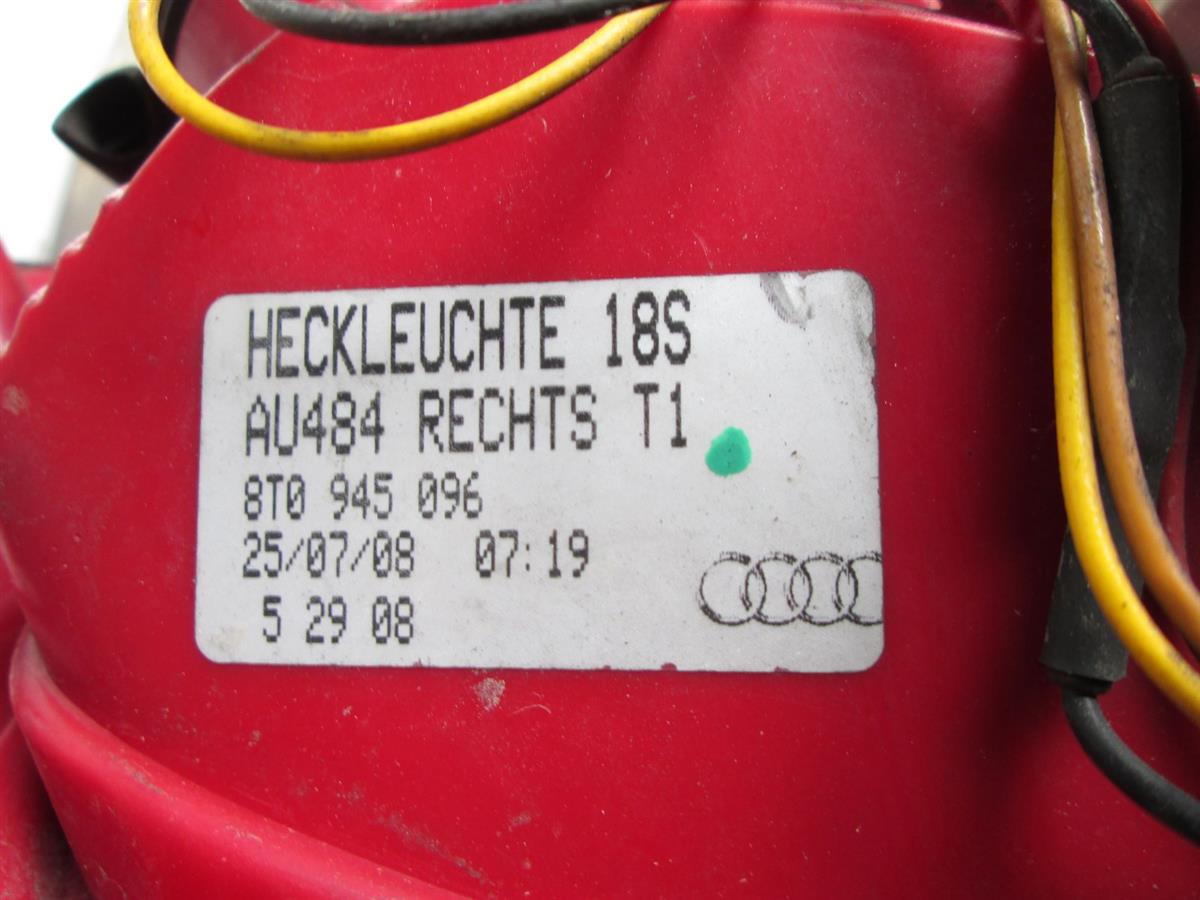 HECKLEUCHTE 18S
AU484 RECHTS T1
8T0 945 096
25/07/08 07:19
5 29 08